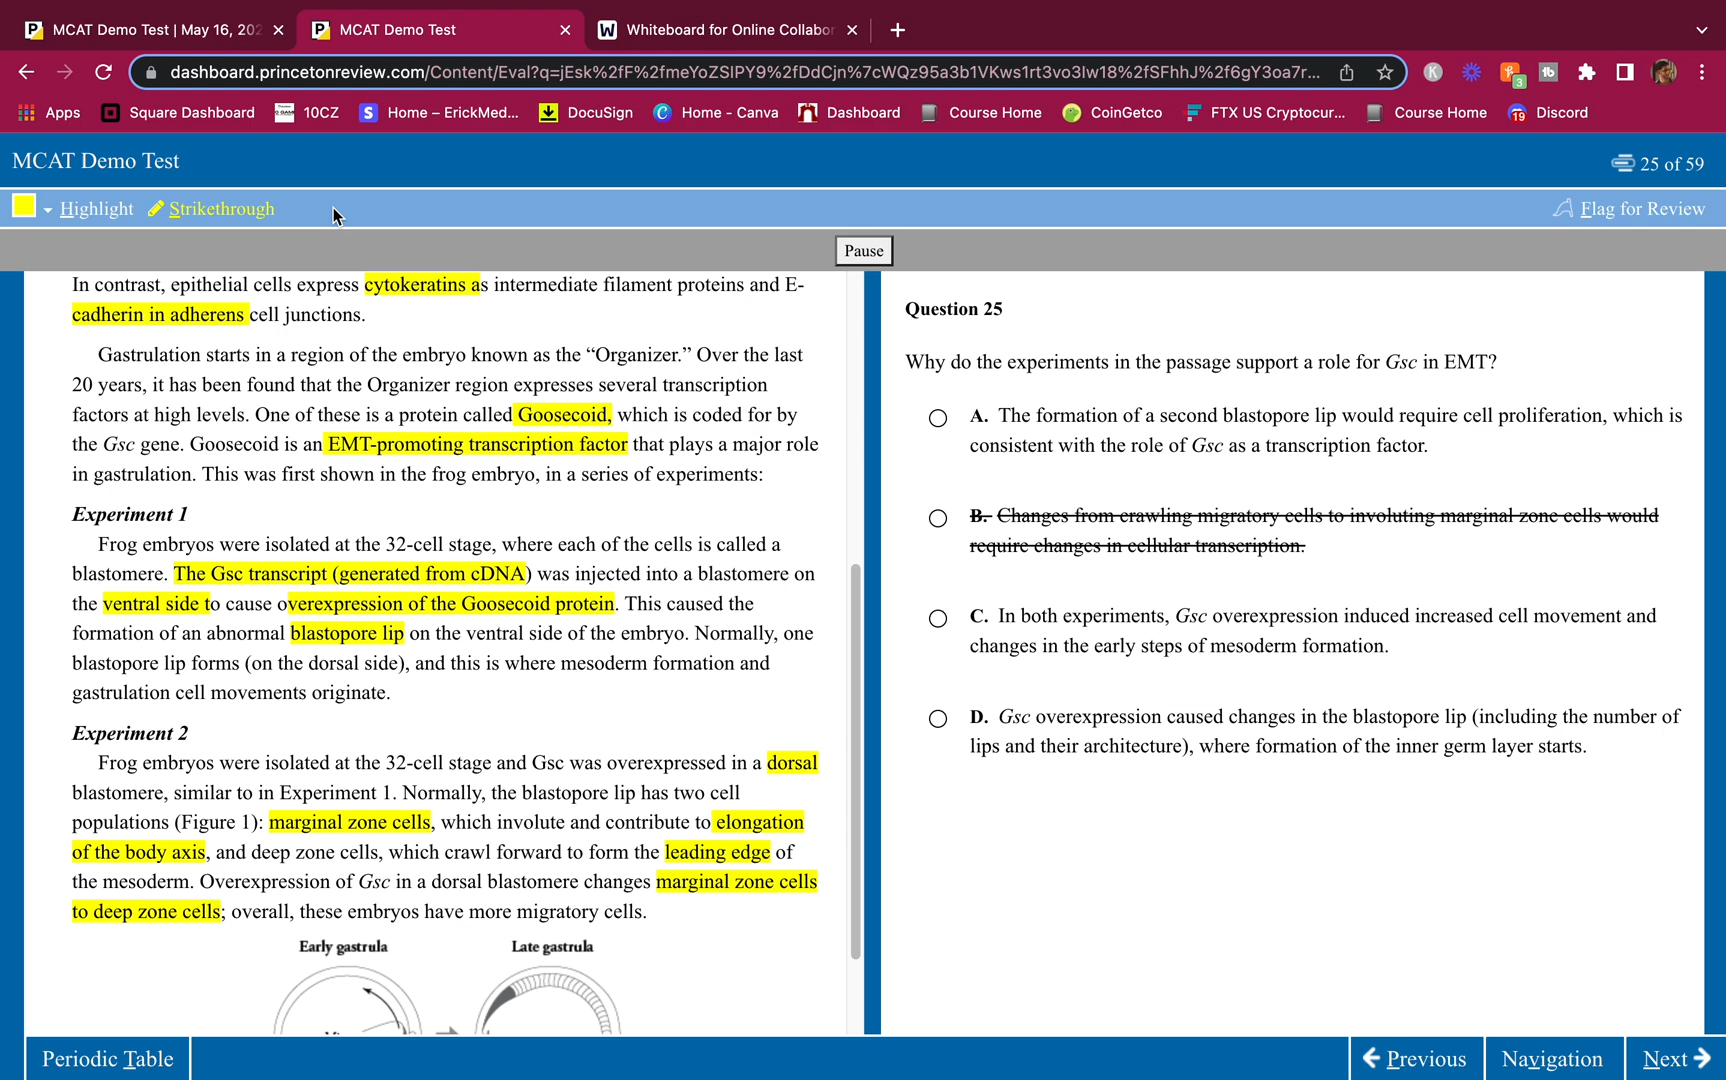 MCAT Demo Test | May 16, 202
MCAT Demo Test
Whiteboard for Online Collabor
dashboard.princetonreview.com/Content/Eval?q=jEsk%2fF%2fmeYoZSIPY9%2fDdCjn%7cWQz95a3b1VKws1rt3vo3lw18%2fSFhhJ%2f6gY3oa7r...
Apps
Square Dashboard
10CZ
Home – ErickMed...
DocuSign
Home - Canva
Dashboard
Course Home
CoinGetco
FTX US Cryptocur...
Course Home
19
Discord
MCAT Demo Test
25 of 59
Highlight
Strikethrough
Flag for Review
Pause
In contrast, epithelial cells express cytokeratins as intermediate filament proteins and E-
cadherin in adherens cell junctions.
Gastrulation starts in a region of the embryo known as the “Organizer.” Over the last
20 years, it has been found that the Organizer region expresses several transcription
factors at high levels. One of these is a protein called Goosecoid, which is coded for by
the Gsc gene. Goosecoid is an EMT-promoting transcription factor that plays a major role
in gastrulation. This was first shown in the frog embryo, in a series of experiments:
Experiment 1
Frog embryos were isolated at the 32-cell stage, where each of the cells is called a
blastomere. The Gsc transcript (generated from cDNA) was injected into a blastomere on
the ventral side to cause overexpression of the Goosecoid protein. This caused the
formation of an abnormal blastopore lip on the ventral side of the embryo. Normally, one
blastopore lip forms (on the dorsal side), and this is where mesoderm formation and
gastrulation cell movements originate.
Experiment 2
Frog embryos were isolated at the 32-cell stage and Gsc was overexpressed in a dorsal
blastomere, similar to in Experiment 1. Normally, the blastopore lip has two cell
populations (Figure 1): marginal zone cells, which involute and contribute to elongation
of the body axis, and deep zone cells, which crawl forward to form the leading edge of
the mesoderm. Overexpression of Gsc in a dorsal blastomere changes marginal zone cells
to deep zone cells; overall, these embryos have more migratory cells.
Early gastrula
Late gastrula
Question 25
Why do the experiments in the passage support a role for Gsc in EMT?
A. The formation of a second blastopore lip would require cell proliferation, which is
consistent with the role of Gsc as a transcription factor.
B. Changes from crawling migratory cells to involuting marginal zone cells would
require changes in cellular transcription.
C. In both experiments, Gsc overexpression induced increased cell movement and
changes in the early steps of mesoderm formation.
D. Gsc overexpression caused changes in the blastopore lip (including the number of
lips and their architecture), where formation of the inner germ layer starts.
Periodic Table
Previous
Navigation
Next